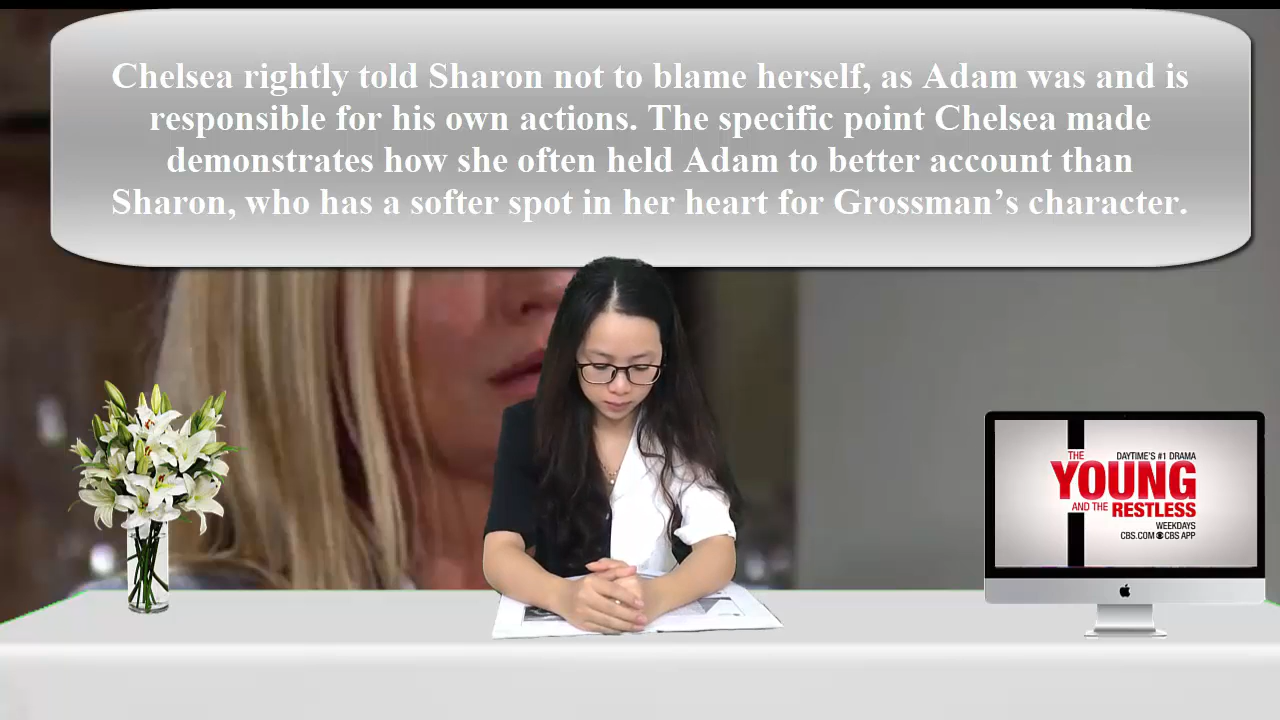 Chelsea rightly told Sharon not to blame herself, as Adam was and is
responsible for his own actions. The specific point Chelsea made
demonstrates how she often held Adam to better account than
Sharon, who has a softer spot in her heart for Grossman’s character.
DAYTIME'S #1 DRAMA
THE
YOUNG
AND THE RESTLESS
WEEKDAYS
CBS.COM CBS APP